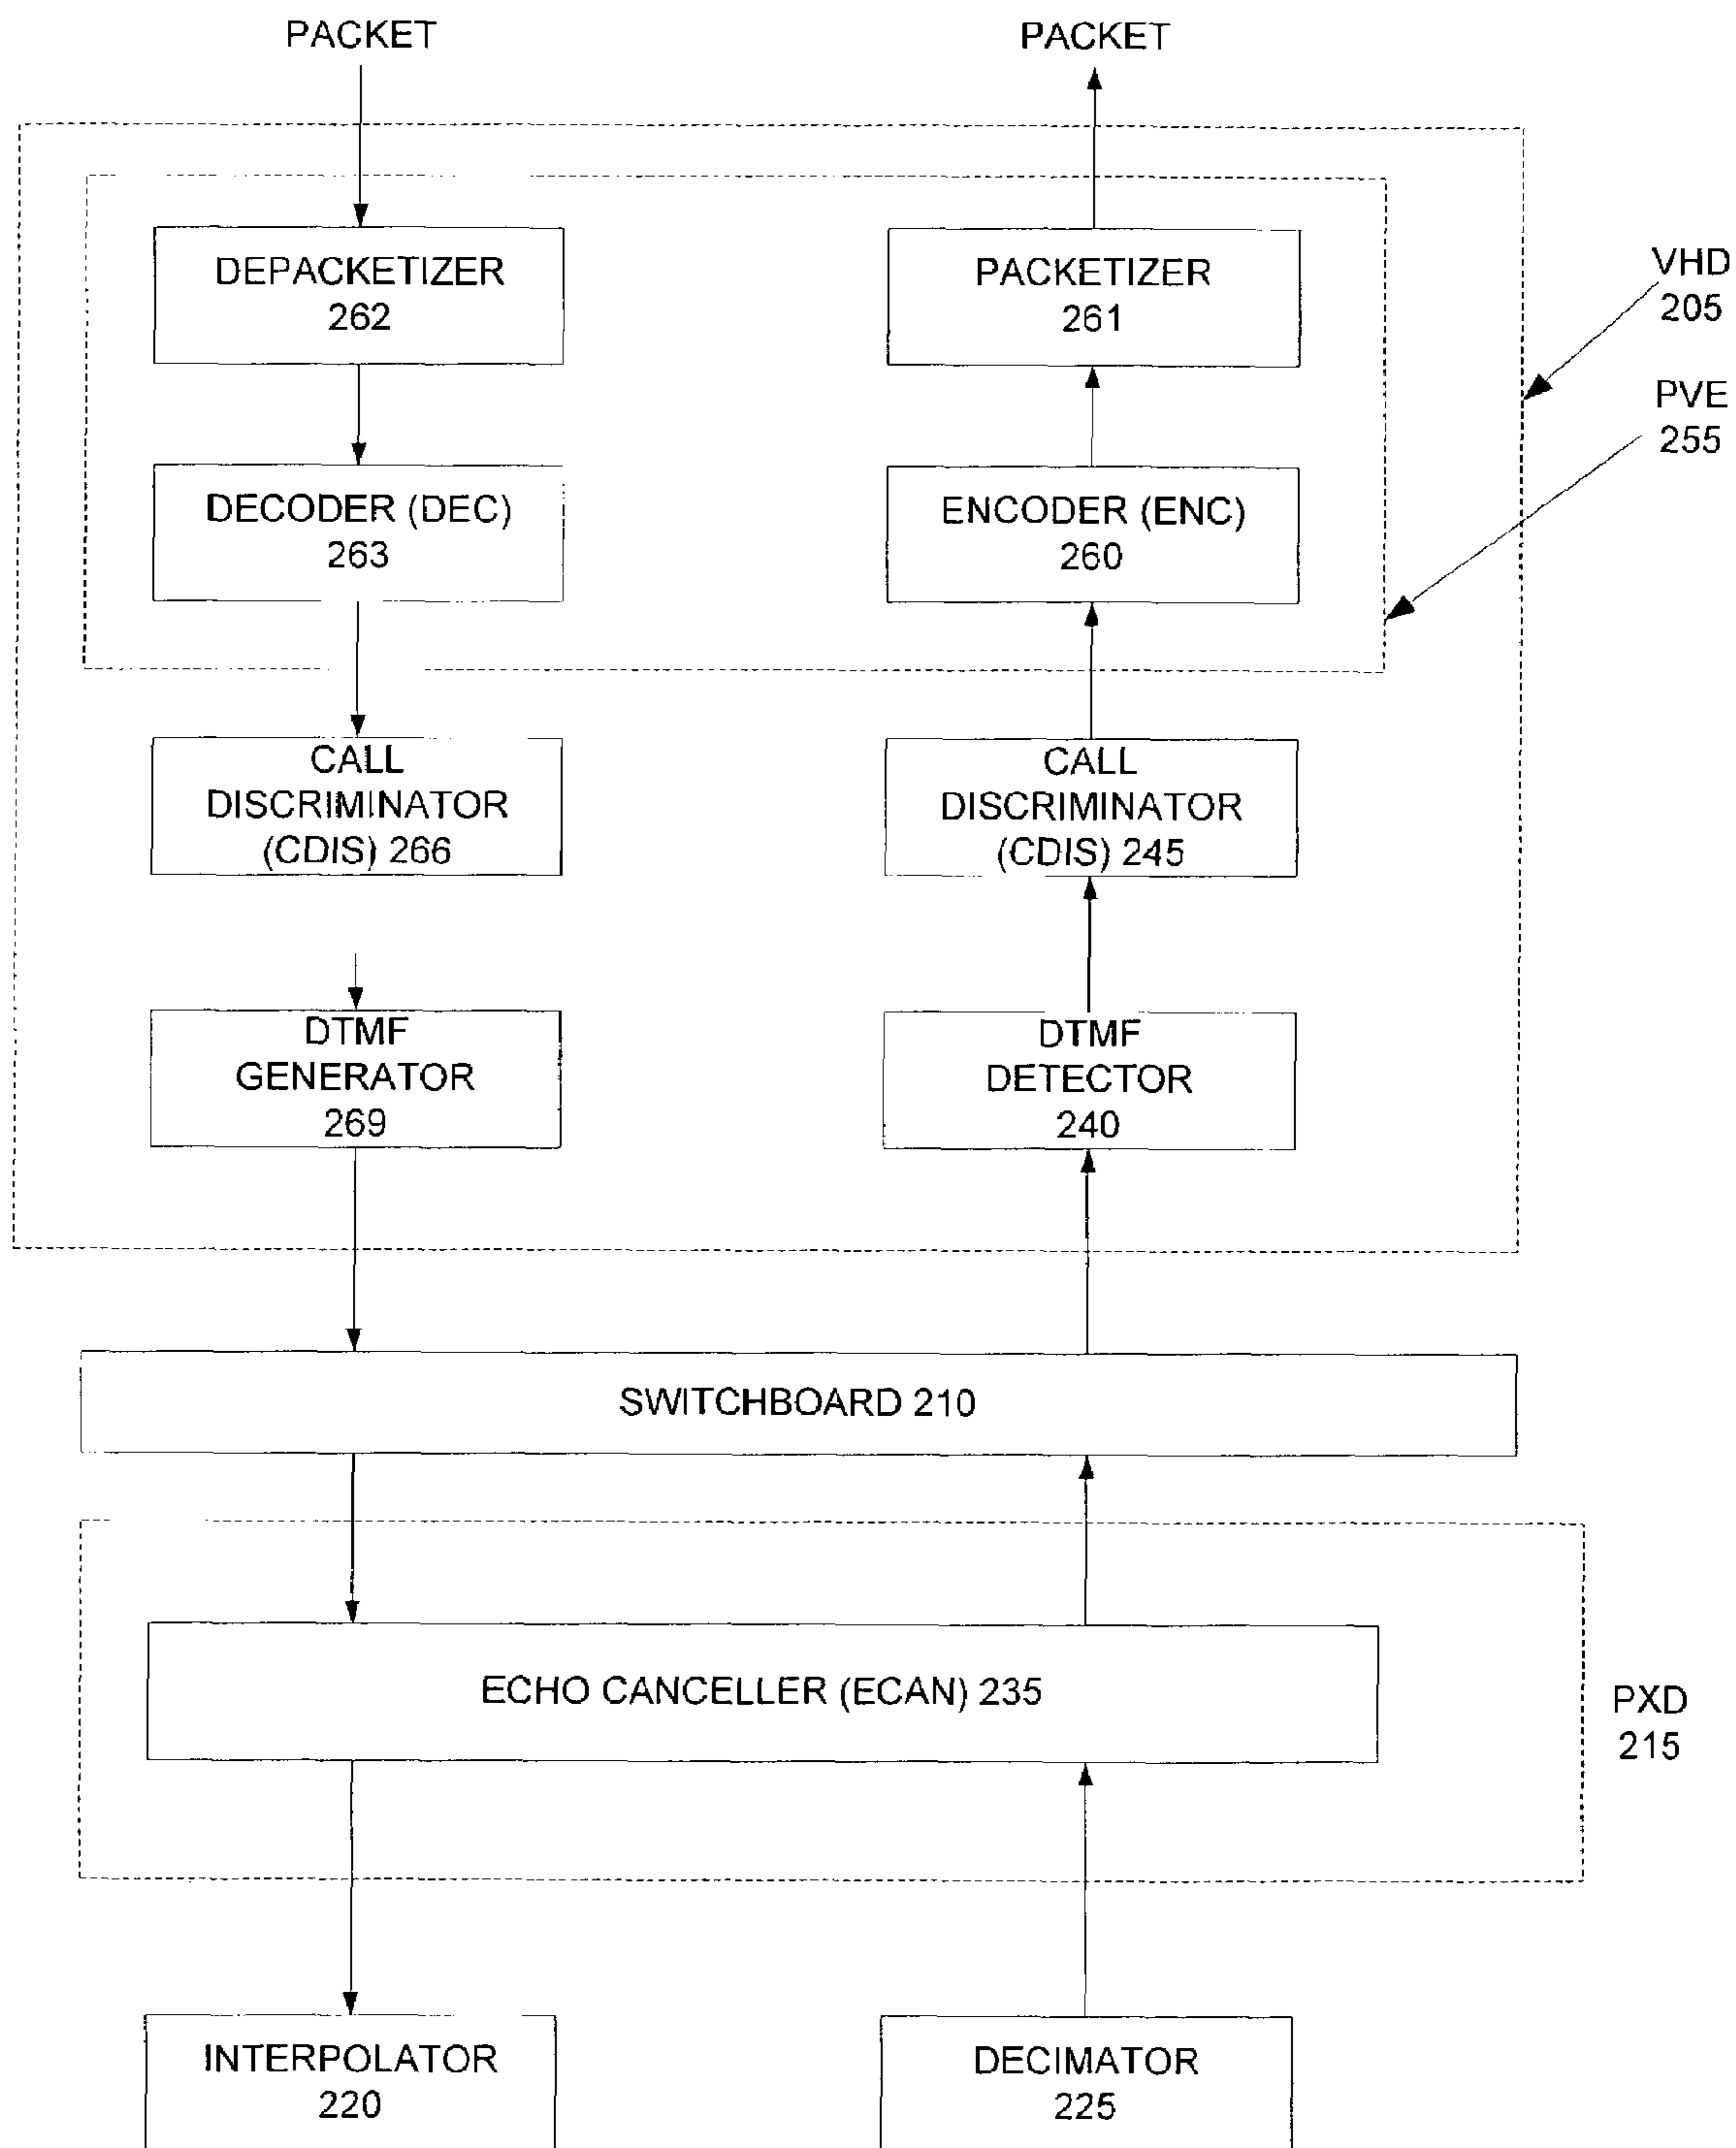 PACKET
PACKET
DEPACKETIZER
262
PACKETIZER
261
VHD
205
PVE
255
DECODER (DEC)
263
ENCODER (ENC)
260
CALL
DISCRIMINATOR
(CDIS) 266
CALL
DISCRIMINATOR
(CDIS) 245
DTMF
GENERATOR
269
DTMF
DETECTOR
240
SWITCHBOARD 210
ECHO CANCELLER (ECAN) 235
PXD
215
INTERPOLATOR
220
DECIMATOR
225